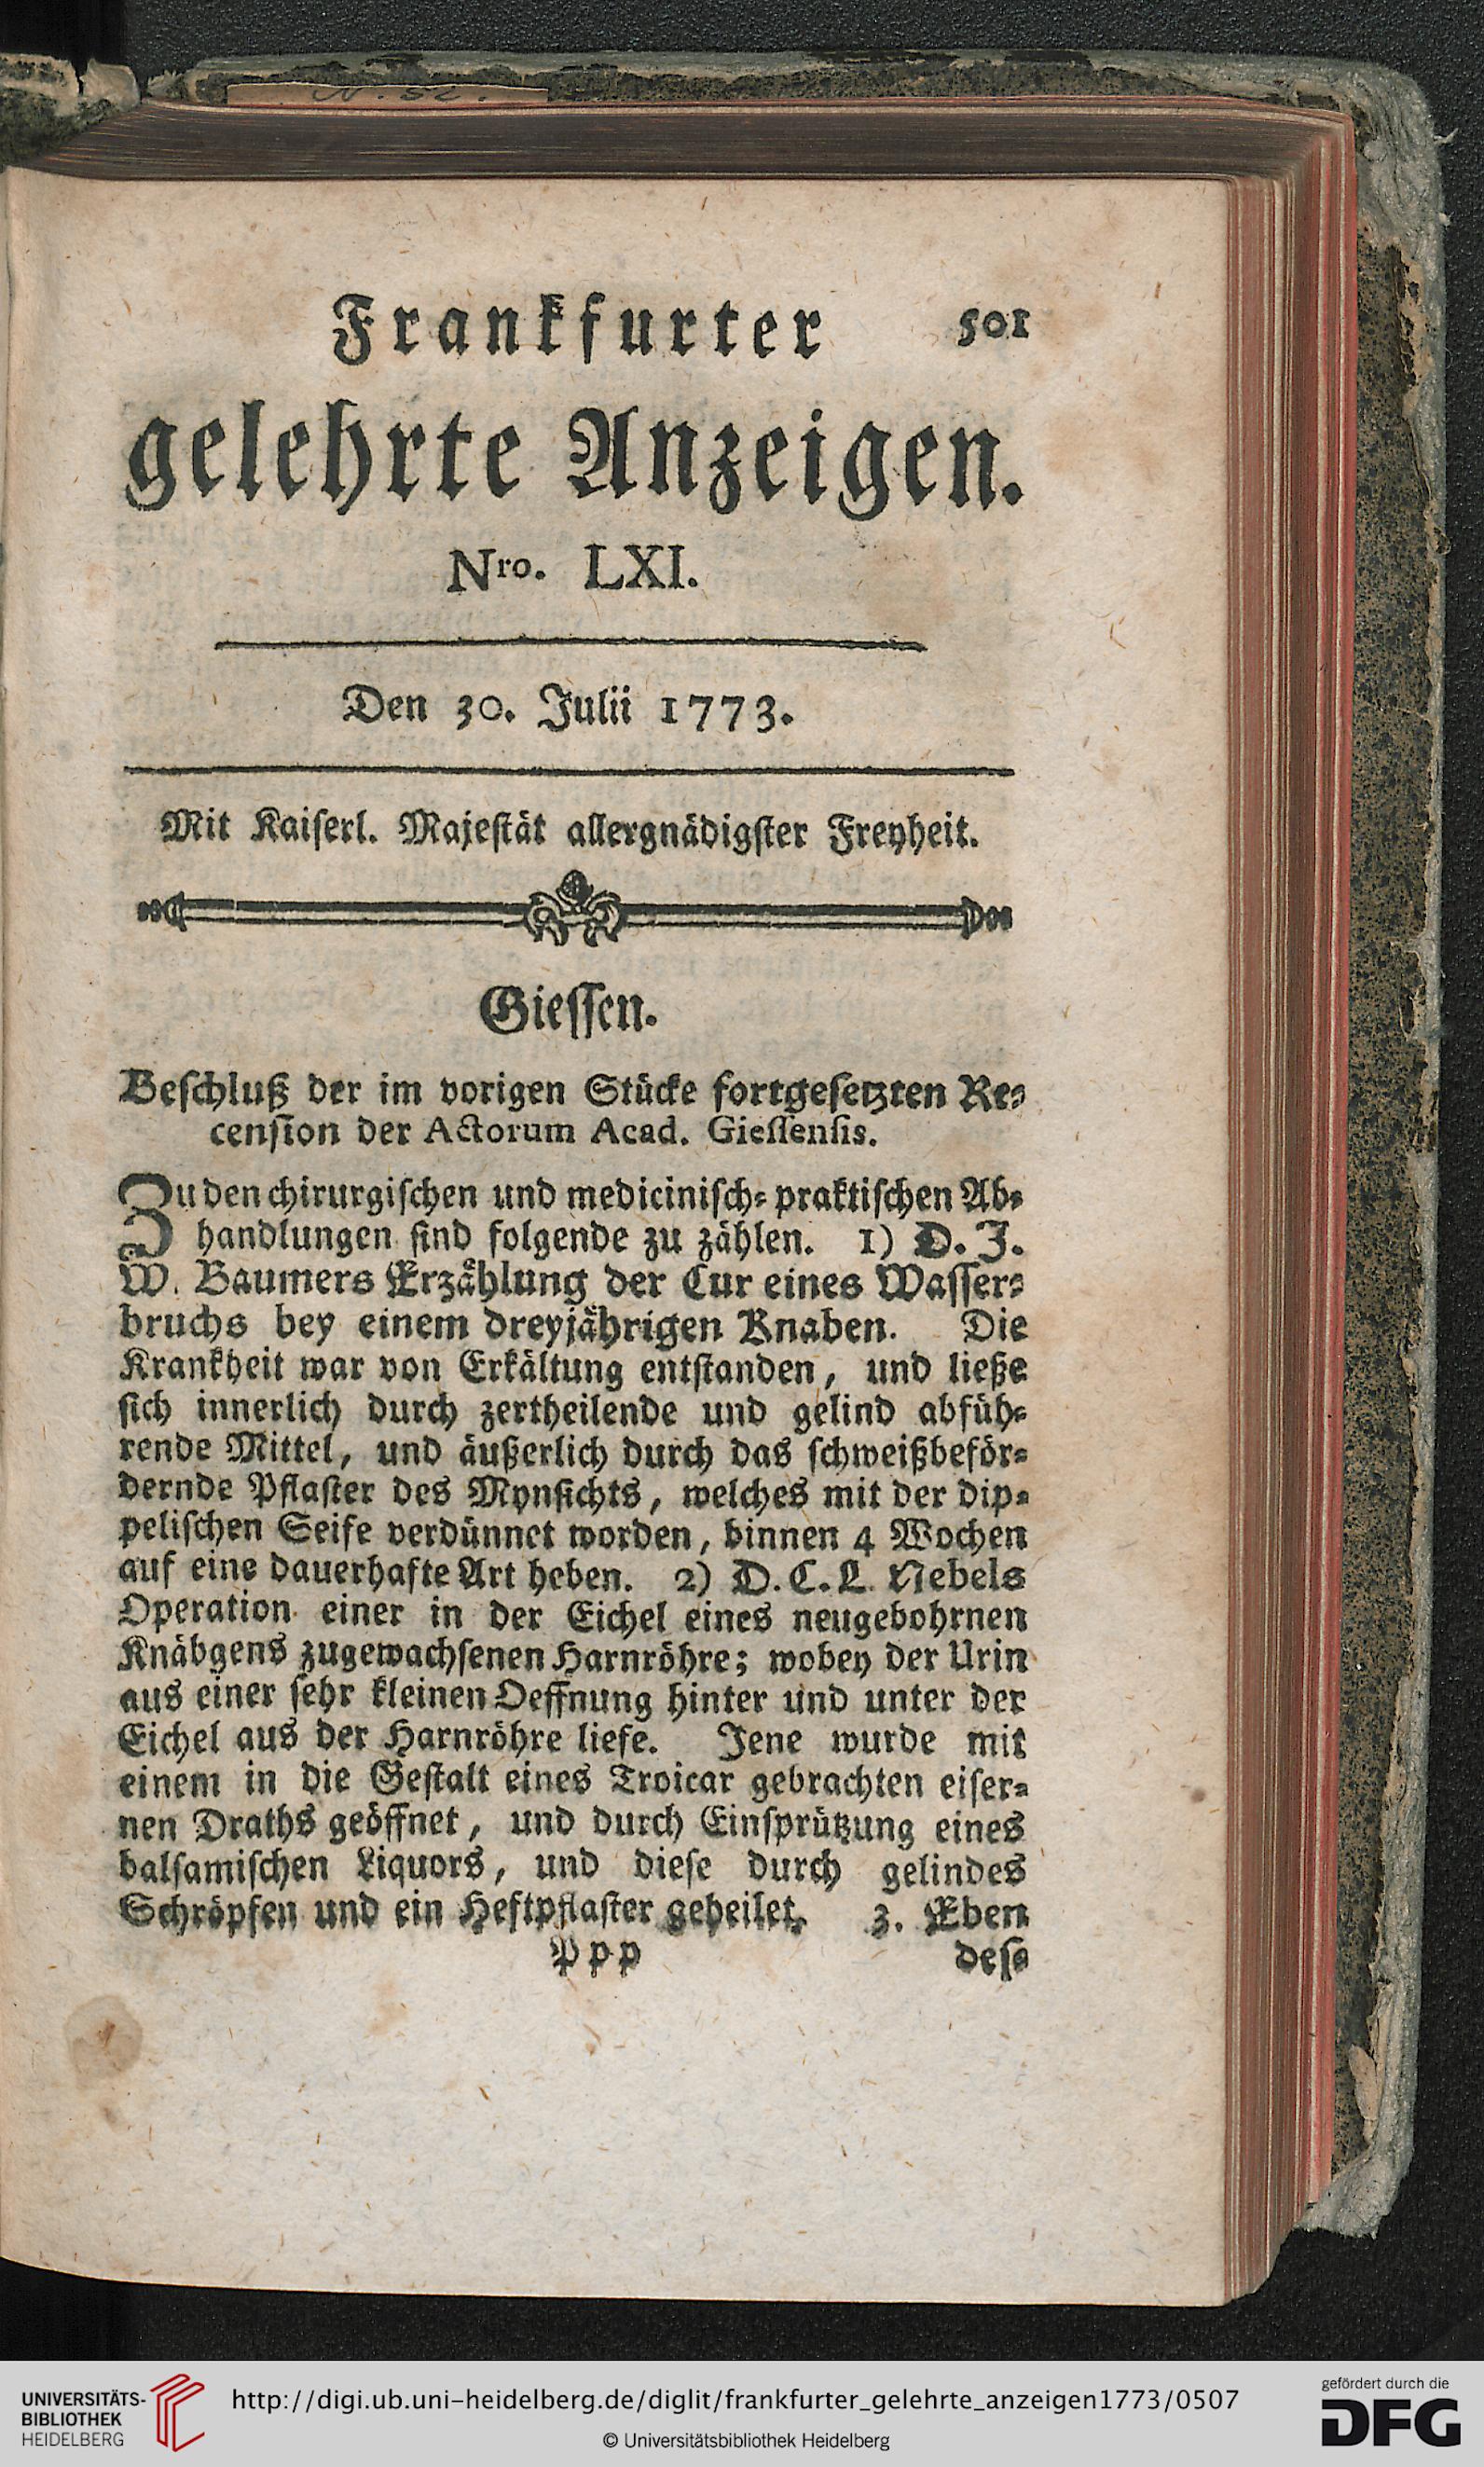 Frankfurter 501
gelehrte Anzeigen.
Nro. LXI.
Den 30. Julii 1773.
Mit Kaiserl. Majestät allergnädigster Freyheit.
Giessen.
Beschluß der im vorigen Stücke fortgesetzten Re-
cension der Actorum Acad. Giessensis.
Zu den chirurgischen und medicinisch-praktischen Ab-
handlungen sind folgende zu zählen. 1) D. J.
W. Baumers Erzählung der Cur eines Wasser-
bruchs bey einem dreyjährigen Knaben. Die
Krankheit war von Erkältung entstanden, und ließe
sich innerlich durch zertheilende und gelind abfüh-
rende Mittel, und äußerlich durch das schweißbeför-
dernde Pflaster des Mynsichts, welches mit der dip-
pelischen Seife verdünnet worden, binnen 4 Wochen
auf eine dauerhafte Art heben. 2) D. C. L. Nebels
Operation einer in der Eichel eines neugebohrnen
Knäbgens zugewachsenen Harnröhre; wobey der Urin
aus einer sehr kleinen Oeffnung hinter und unter der
Eichel aus der Harnröhre liefe. Jene wurde mit
einem in die Gestalt eines Troicar gebrachten eiser-
nen Draths geöffnet, und durch Einsprützung eines
balsamischen Liquors, und diese durch gelindes
Schröpfen und ein Heftpflaster geheilet. 3. Eben
Ppp des-
UNIVERSITÄTS-
BIBLIOTHEK
HEIDELBERG
http://digi.ub.uni-heidelberg.de/diglit/frankfurter_gelehrte_anzeigen1773/0507
© Universitätsbibliothek Heidelberg
gefördert durch die
DFG